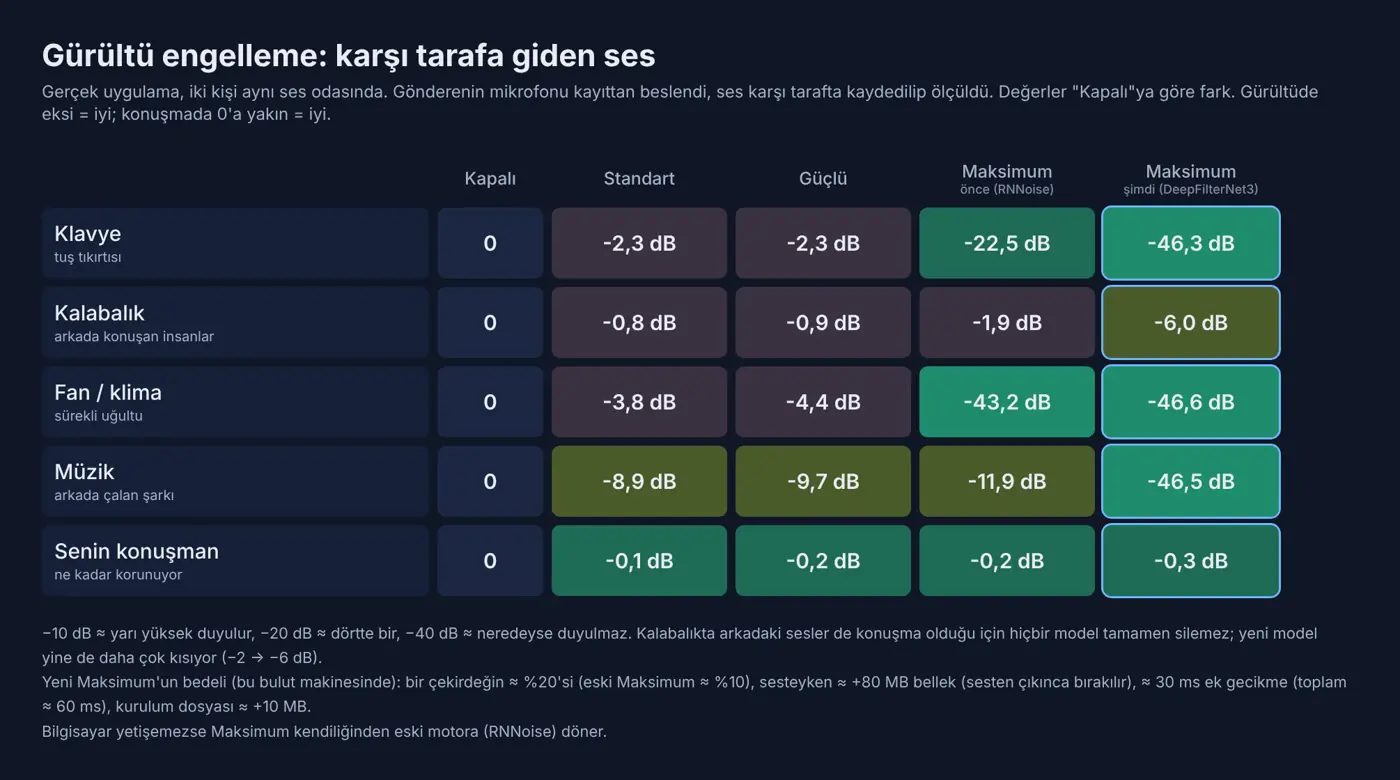 Gürültü engelleme: karşı tarafa giden ses
Gerçek uygulama, iki kişi aynı ses odasında. Gönderenin mikrofonu kayıttan beslendi, ses karşı tarafta kaydedilip ölçüldü. Değerler "Kapalı"ya göre fark. Gürültüde
eksi = iyi; konuşmada 0'a yakın = iyi.
Kapalı Standart Güçlü Maksimum Maksimum
önce (RNNoise) şimdi (DeepFilterNet3)
Klavye
tuş tıkırtısı
0 -2,3 dB -2,3 dB -22,5 dB -46,3 dB
Kalabalık
arkada konuşan insanlar
0 -0,8 dB -0,9 dB -1,9 dB -6,0 dB
Fan / klima
sürekli uğultu
0 -3,8 dB -4,4 dB -43,2 dB -46,6 dB
Müzik
arkada çalan şarkı
0 -8,9 dB -9,7 dB -11,9 dB -46,5 dB
Senin konuşman
ne kadar korunuyor
0 -0,1 dB -0,2 dB -0,2 dB -0,3 dB
−10 dB ≈ yarı yüksek duyulur, −20 dB ≈ dörtte bir, −40 dB ≈ neredeyse duyulmaz. Kalabalıkta arkadaki sesler de konuşma olduğu için hiçbir model tamamen silemez; yeni model
yine de daha çok kısıyor (−2 → −6 dB).
Yeni Maksimum'un bedeli (bu bulut makinesinde): bir çekirdeğin ≈ %20'si (eski Maksimum ≈ %10), sesteyken ≈ +80 MB bellek (sesten çıkınca bırakılır), ≈ 30 ms ek gecikme (toplam
≈ 60 ms), kurulum dosyası ≈ +10 MB.
Bilgisayar yetişemezse Maksimum kendiliğinden eski motora (RNNoise) döner.